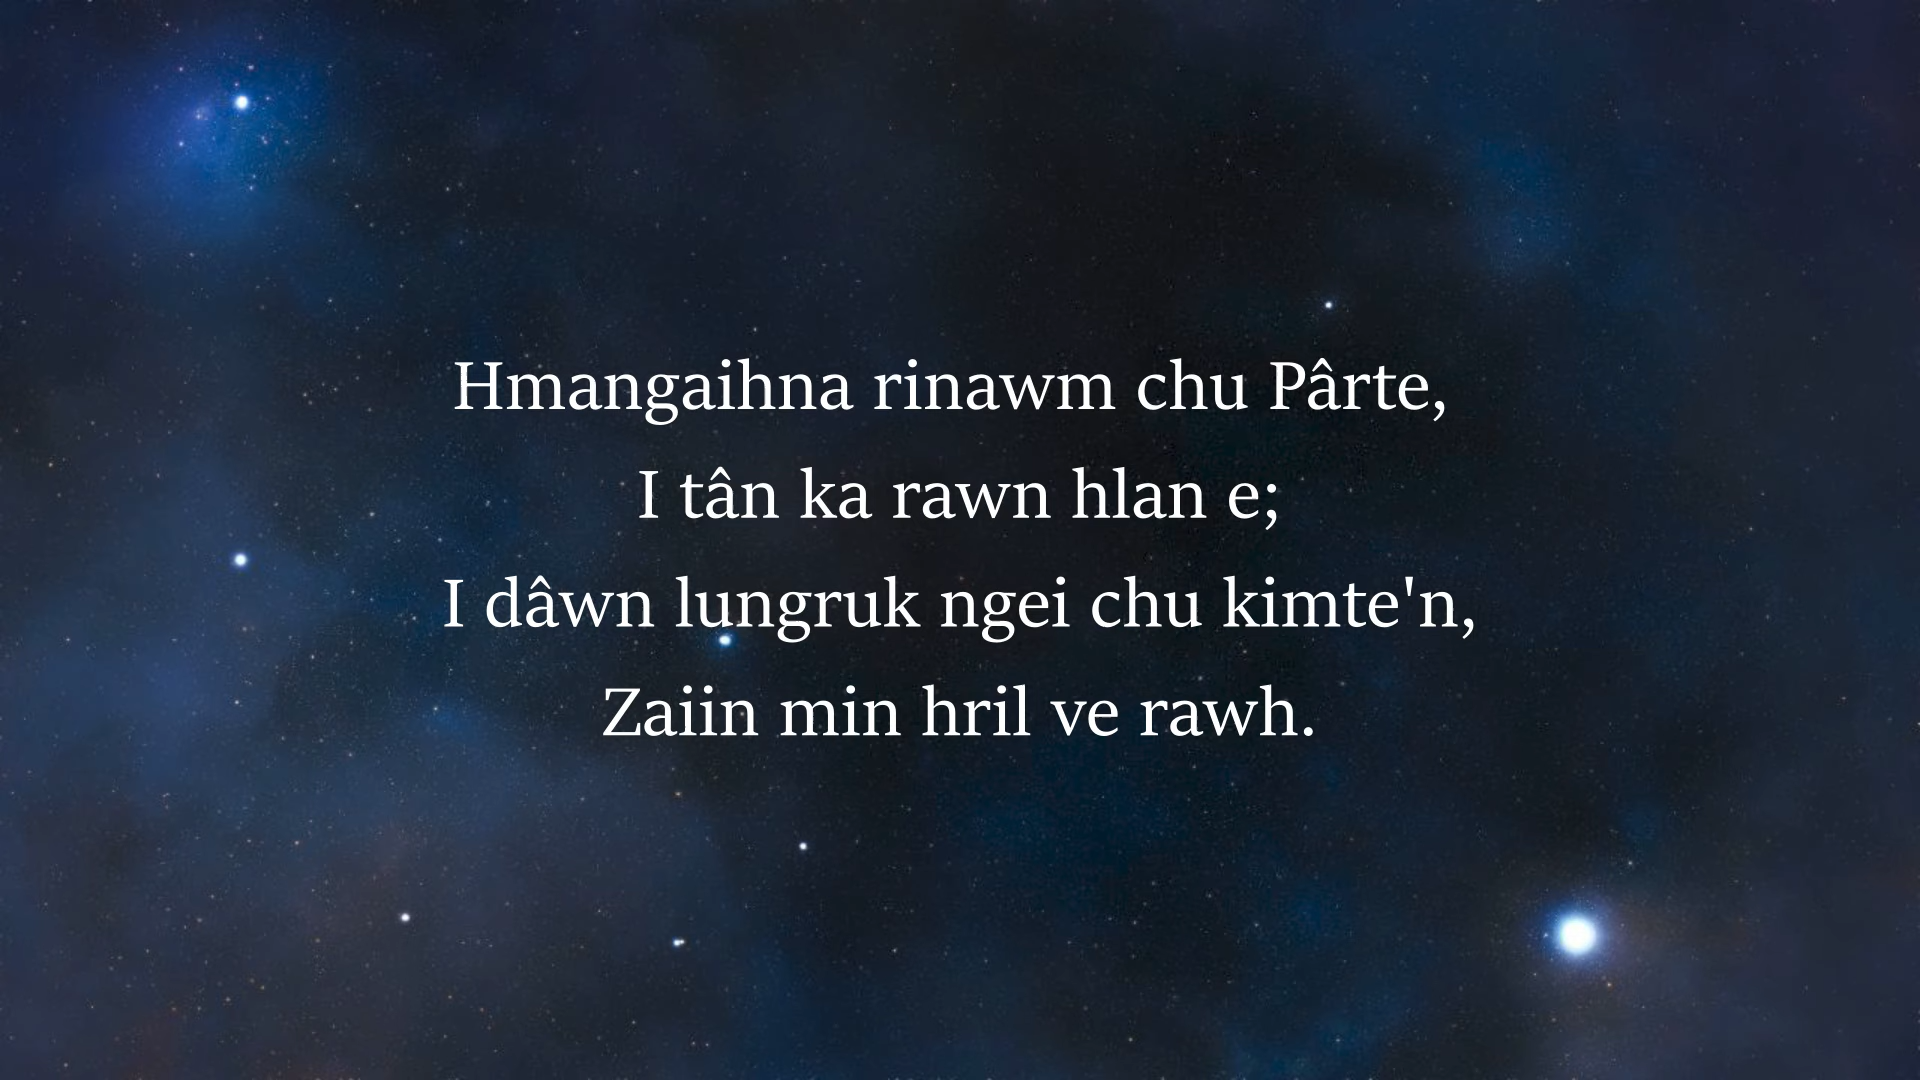 Hmangaihna rinawm chu Pârte,
I tân ka rawn hlan e;
I dâwn lungruk ngei chu kimte'n,
Zaiin min hril ve rawh.